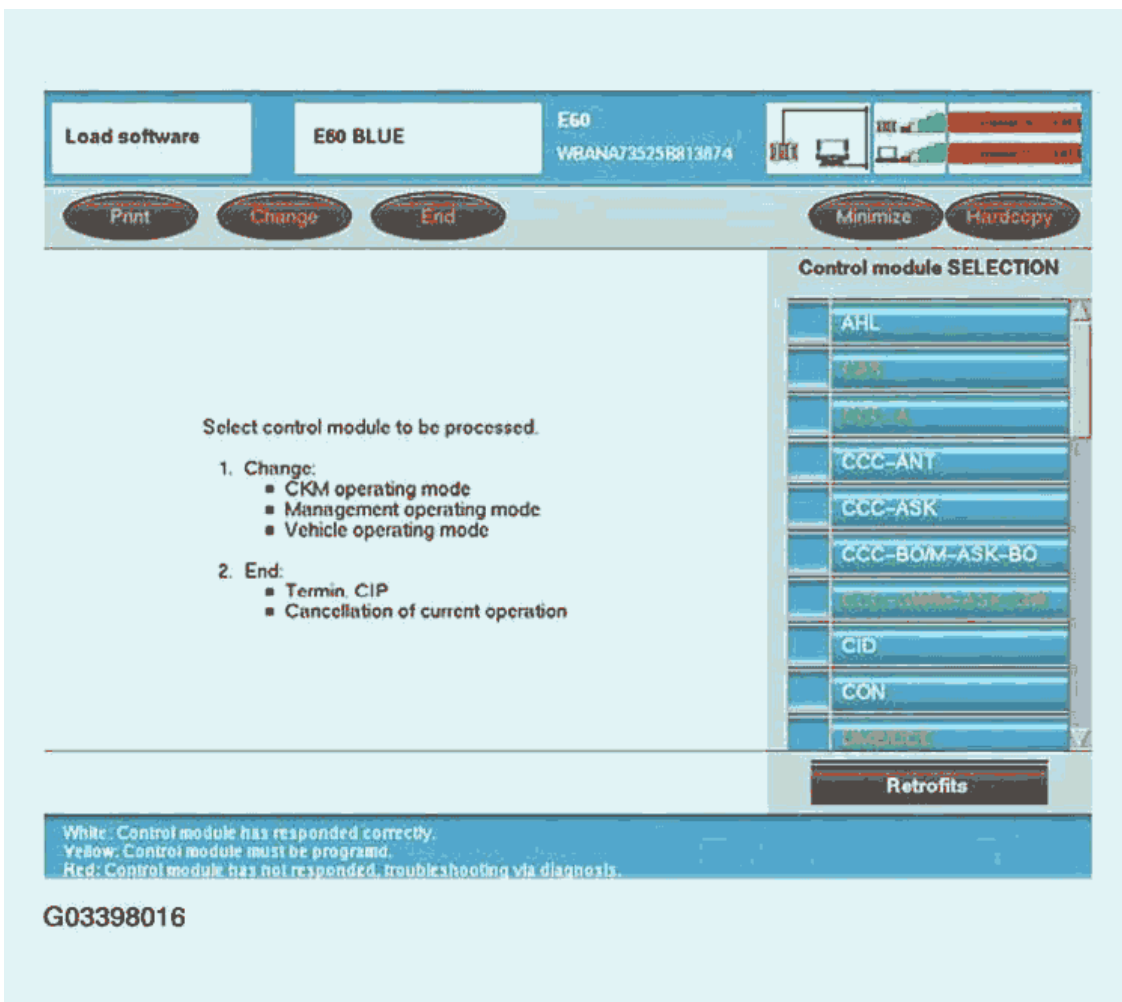 Load software
E60 BLUE
E60
WBANA73525B813874
Print
Change
End
Minimize
Hardcopy
Control module SELECTION
AHL
CCC-ANT
CCC-ASK
CCC-BO/M-ASK-BO
CID
CON
Select control module to be processed.
1. Change:
■ CKM operating mode
■ Management operating mode
■ Vehicle operating mode
2. End:
■ Termin. CIP
■ Cancellation of current operation
Retrofits
White: Control module has responded correctly.
Yellow: Control module must be programd.
Red: Control module has not responded, troubleshooting via diagnosis.
G03398016